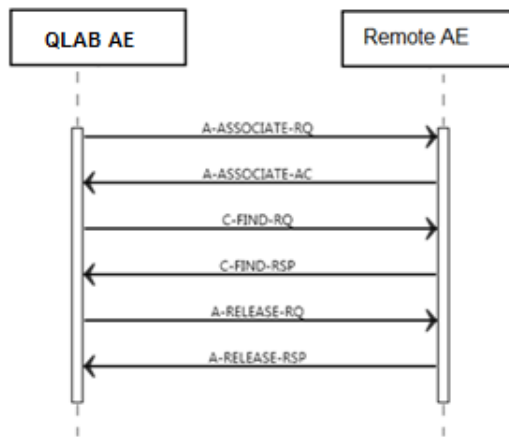 QLAB AE
Remote AE
A-ASSOCIATE-RQ
A-ASSOCIATE-AC
C-FIND-RQ
C-FIND-RSP
A-RELEASE-RQ
A-RELEASE-RSP